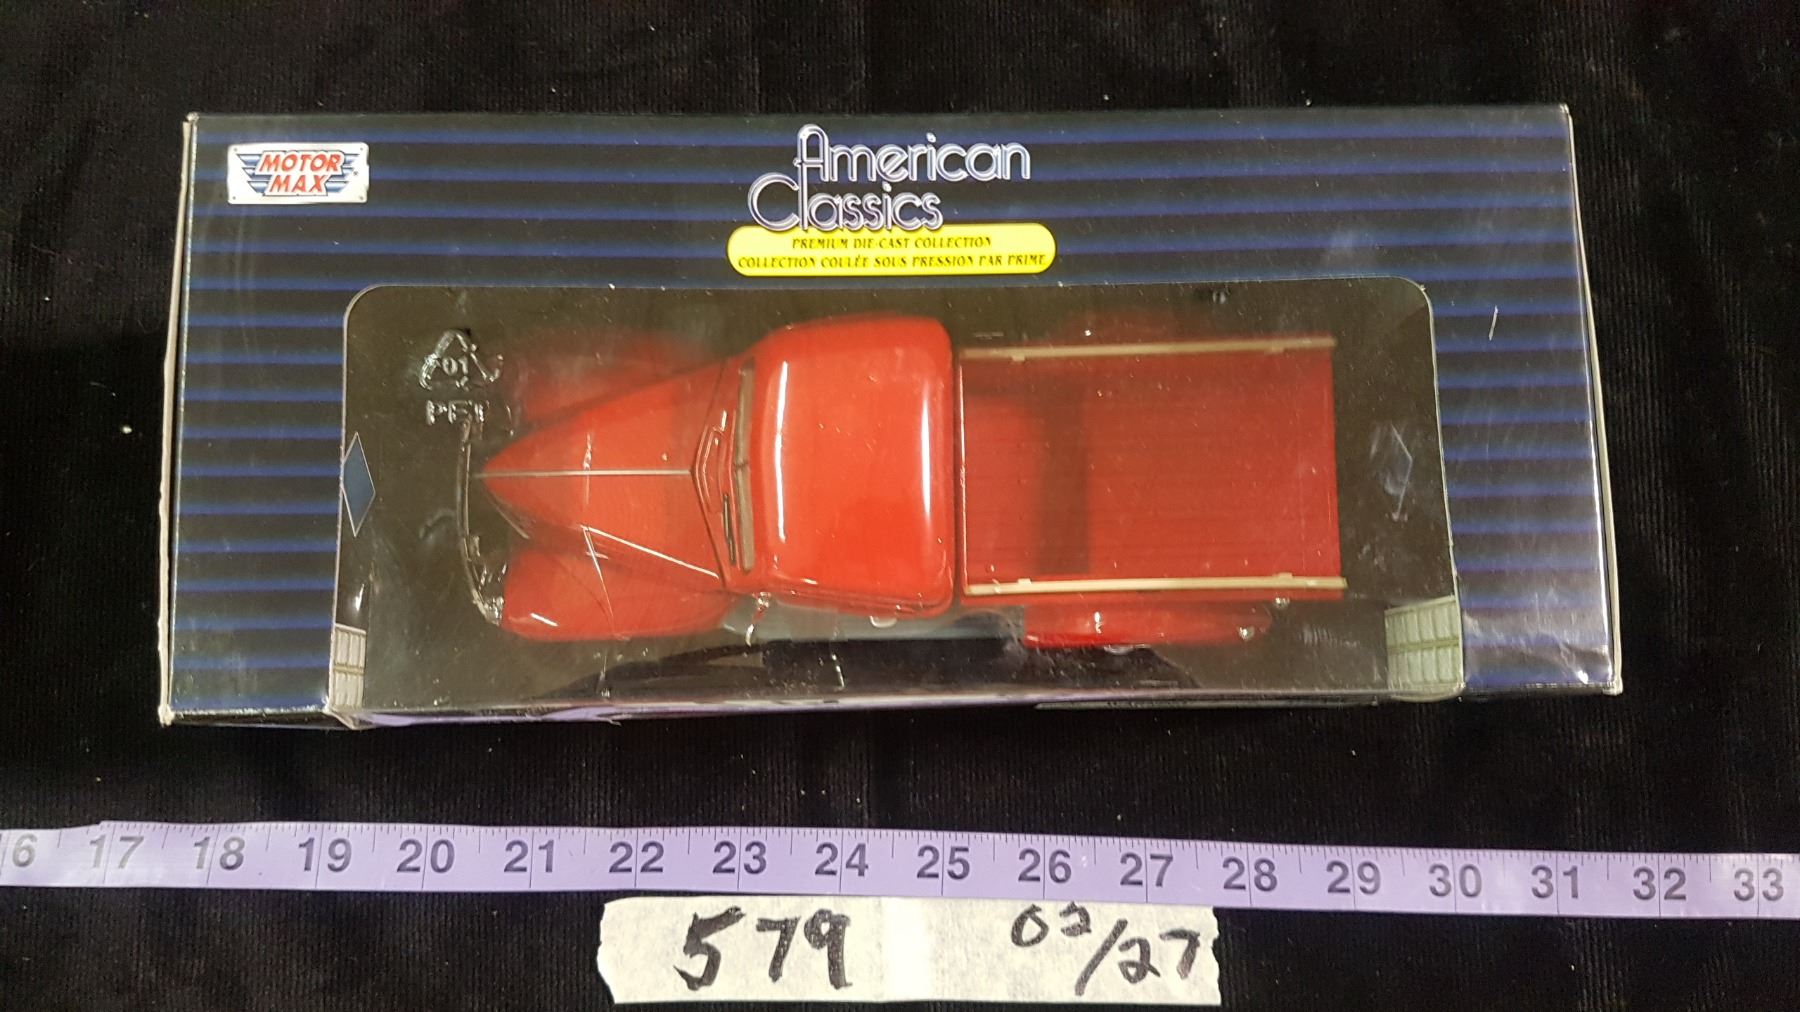 MOTOR
MAX
American
Classics
PREMIUM DIE-CAST COLLECTION
COLLECTION COULÉE SOUS PRESSION PAR PRIME
01
PET
6 17 18 19 20 21 22 23 24 25 26 27 28 29 30 31 32 33
579 02/27